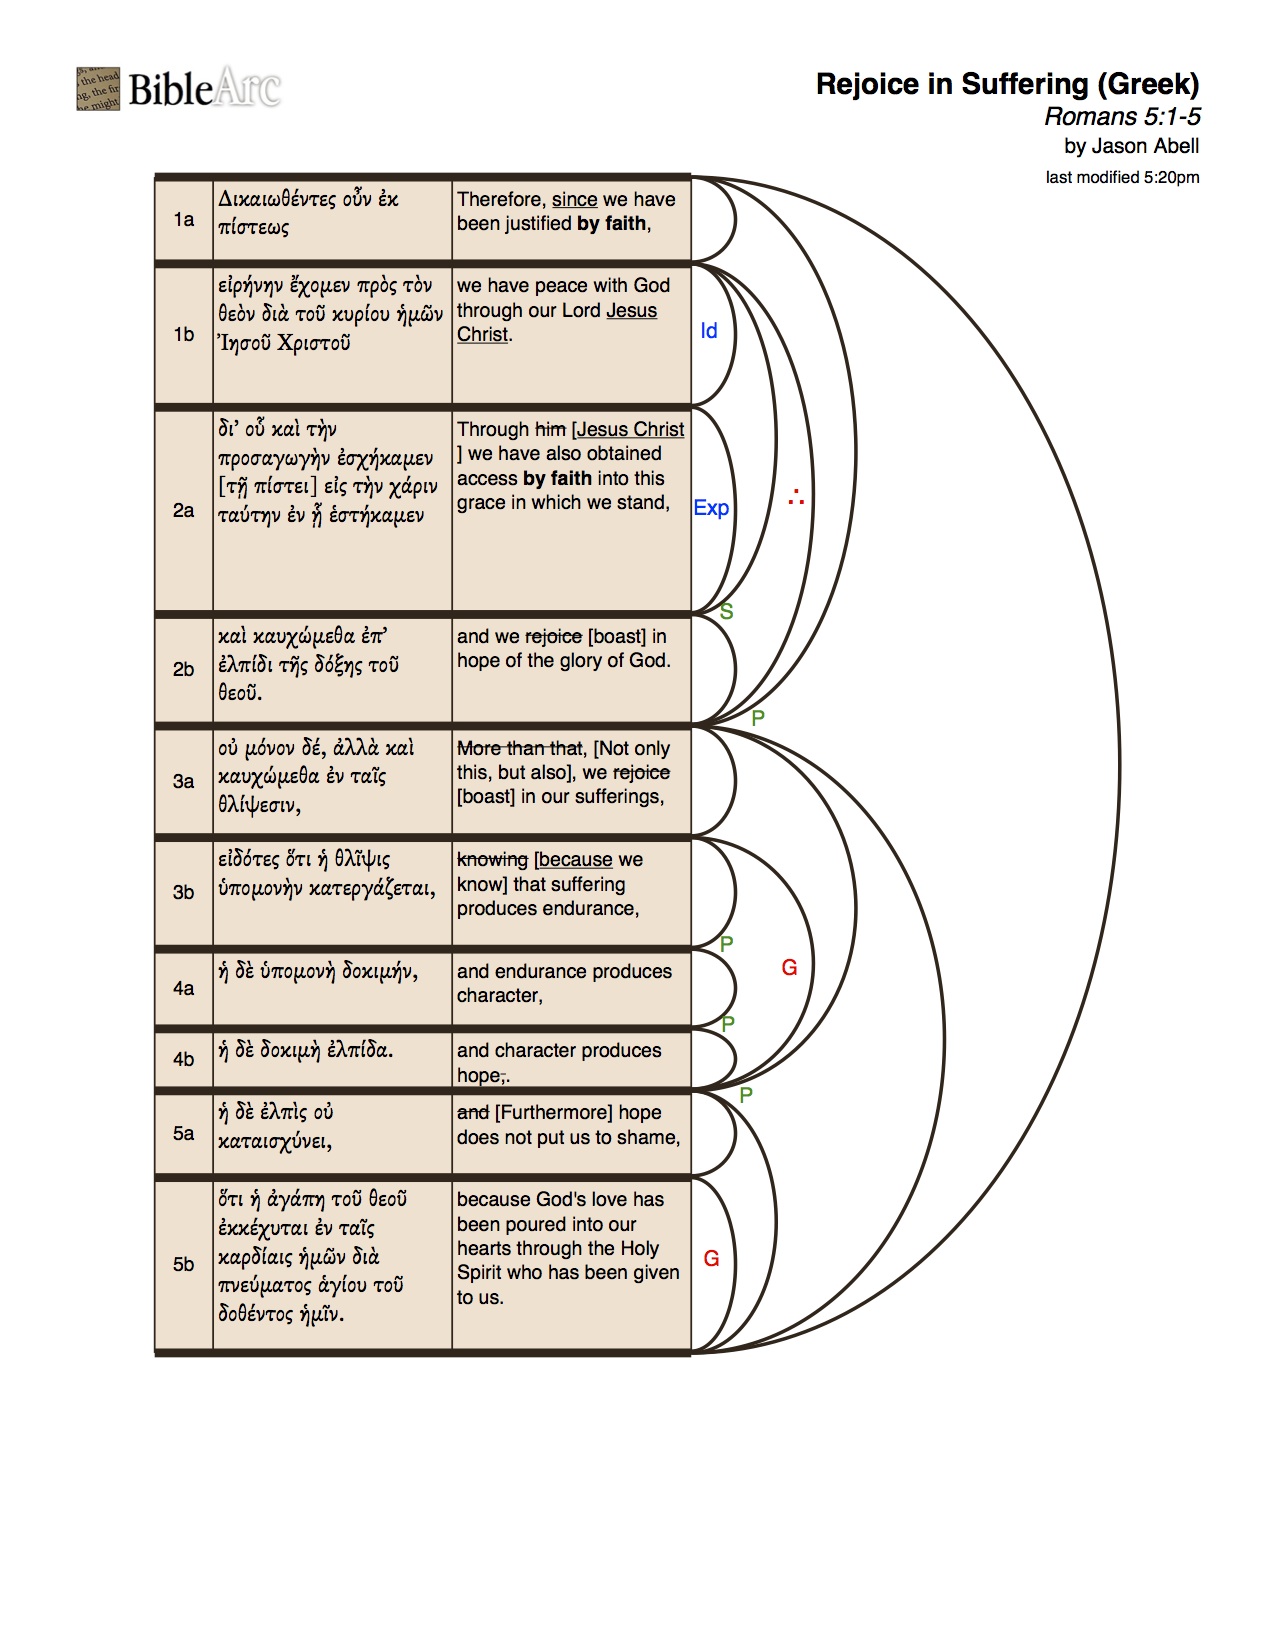 BibleArc
Rejoice in Suffering (Greek)
Romans 5:1-5
by Jason Abell
last modified 5:20pm
1a
Δικαιωθέντες οὖν ἐκ
πίστεως
Therefore, since we have
been justified by faith,
1b
εἰρήνην ἔχομεν πρὸς τὸν
θεὸν διὰ τοῦ κυρίου ἡμῶν
Ἰησοῦ Χριστοῦ
we have peace with God
through our Lord Jesus
Christ.
Id
2a
δι’ οὗ καὶ τὴν
προσαγωγὴν ἐσχήκαμεν
[τῇ πίστει] εἰς τὴν χάριν
ταύτην ἐν ᾗ ἑστήκαμεν
Through him [Jesus Christ
] we have also obtained
access by faith into this
grace in which we stand,
Exp
∴
S
2b
καὶ καυχώμεθα ἐπ’
ἐλπίδι τῆς δόξης τοῦ
θεοῦ.
and we rejoice [boast] in
hope of the glory of God.
P
3a
οὐ μόνον δέ, ἀλλὰ καὶ
καυχώμεθα ἐν ταῖς
θλίψεσιν,
More than that, [Not only
this, but also], we rejoice
[boast] in our sufferings,
3b
εἰδότες ὅτι ἡ θλῖψις
ὑπομονὴν κατεργάζεται,
knowing [because we
know] that suffering
produces endurance,
P
4a
ἡ δὲ ὑπομονὴ δοκιμήν,
and endurance produces
character,
G
P
4b
ἡ δὲ δοκιμὴ ἐλπίδα.
and character produces
hope,.
P
5a
ἡ δὲ ἐλπὶς οὐ
καταισχύνει,
and [Furthermore] hope
does not put us to shame,
5b
ὅτι ἡ ἀγάπη τοῦ θεοῦ
ἐκκέχυται ἐν ταῖς
καρδίαις ἡμῶν διὰ
πνεύματος ἁγίου τοῦ
δοθέντος ἡμῖν.
because God's love has
been poured into our
hearts through the Holy
Spirit who has been given
to us.
G